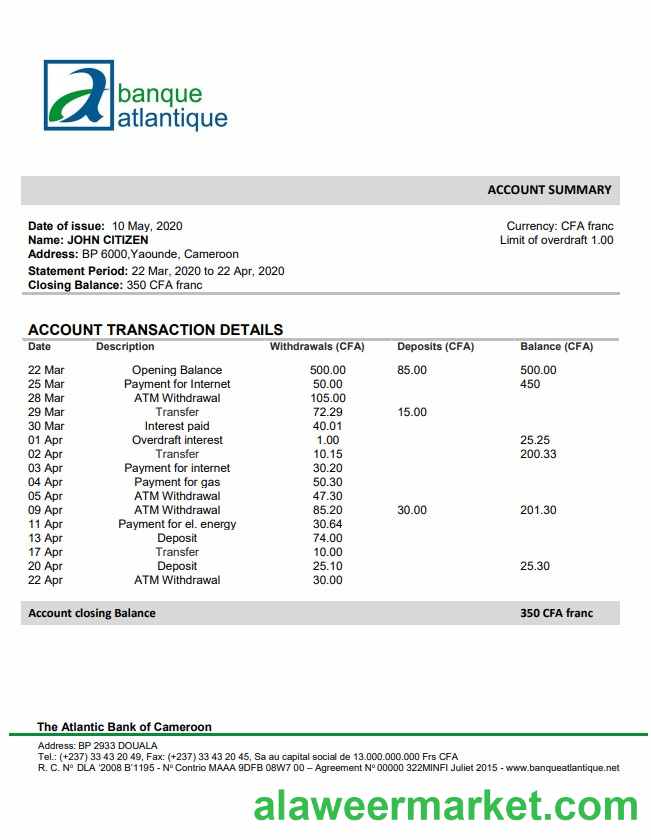 banque
atlantique
ACCOUNT SUMMARY
Date of issue: 10 May, 2020 Currency: CFA franc
Name: JOHN CITIZEN Limit of overdraft 1.00
Address: BP 6000,Yaounde, Cameroon
Statement Period: 22 Mar, 2020 to 22 Apr, 2020
Closing Balance: 350 CFA franc
ACCOUNT TRANSACTION DETAILS
Date Description Withdrawals (CFA) Deposits (CFA) Balance (CFA)
22 Mar Opening Balance 500.00 85.00 500.00
25 Mar Payment for Internet 50.00 450
28 Mar ATM Withdrawal 105.00
29 Mar Transfer 72.29 15.00
30 Mar Interest paid 40.01
01 Apr Overdraft interest 1.00 25.25
02 Apr Transfer 10.15 200.33
03 Apr Payment for internet 30.20
04 Apr Payment for gas 50.30
05 Apr ATM Withdrawal 47.30
09 Apr ATM Withdrawal 85.20 30.00 201.30
11 Apr Payment for el. energy 30.64
13 Apr Deposit 74.00
17 Apr Transfer 10.00
20 Apr Deposit 25.10 25.30
22 Apr ATM Withdrawal 30.00
Account closing Balance 350 CFA franc
The Atlantic Bank of Cameroon
Address: BP 2933 DOUALA
Tel.: (+237) 33 43 20 49, Fax: (+237) 33 43 20 45, Sa au capital social de 13.000.000.000 Frs CFA
R. C. Nº DLA '2008 B'1195 - Nº Contrio MAAA 9DFB 08W7 00 – Agreement Nº 00000 322MINFI Juliet 2015 - www.banqueatlantique.net
alaweermarket.com